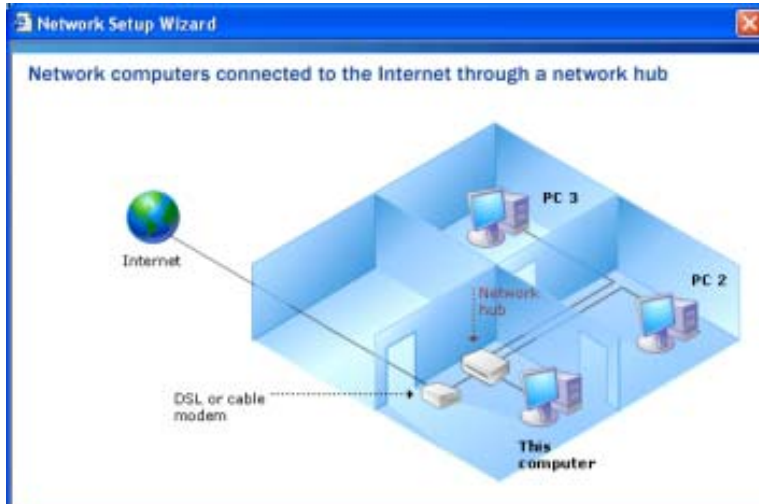 Network Setup Wizard
Network computers connected to the Internet through a network hub
PC 3
Internet
PC 2
Network
hub
DSL or cable
modem
This
computer